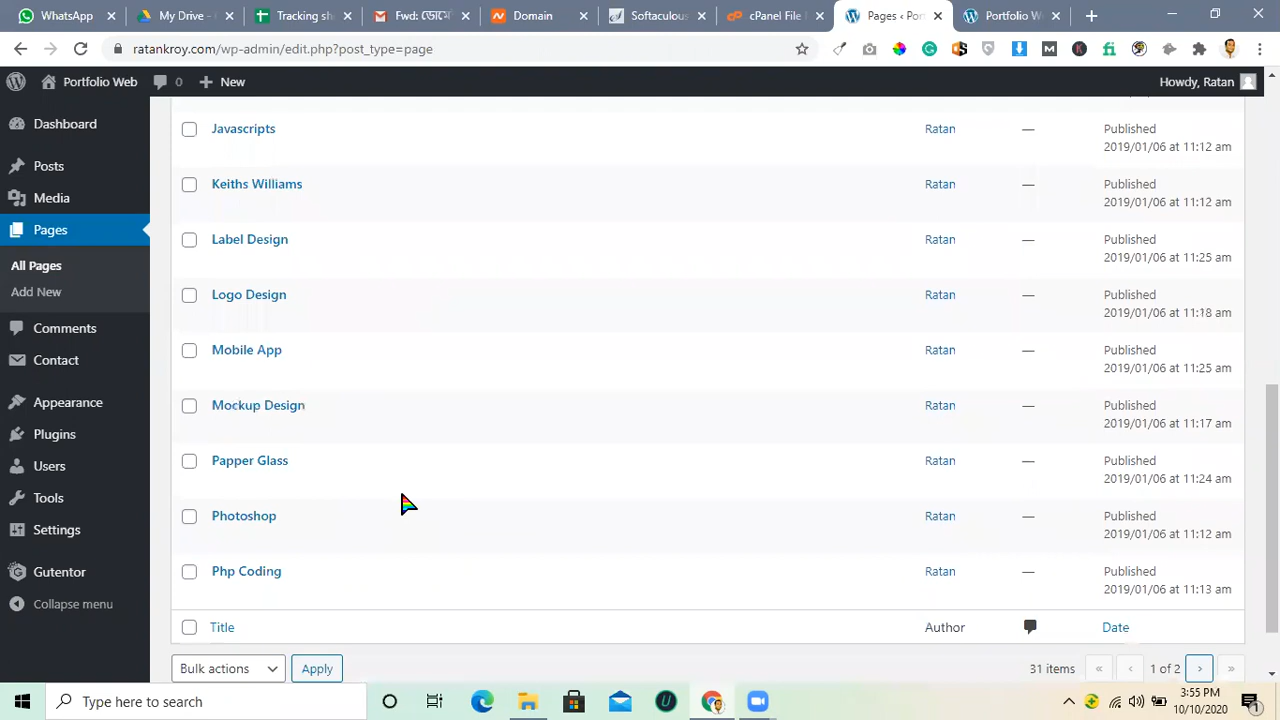 WhatsApp
My Drive -
Tracking sh
Fwd: CSTCI
Domain
Softaculous
cPanel File
Pages ‹ Por
Portfolio W
ratankroy.com/wp-admin/edit.php?post_type=page
Portfolio Web
0
New
Howdy, Ratan
Dashboard
Posts
Media
Pages
All Pages
Add New
Comments
Contact
Appearance
Plugins
Users
Tools
Settings
Gutentor
Collapse menu
Javascripts Ratan — Published
2019/01/06 at 11:12 am
Keiths Williams Ratan — Published
2019/01/06 at 11:12 am
Label Design Ratan — Published
2019/01/06 at 11:25 am
Logo Design Ratan — Published
2019/01/06 at 11:18 am
Mobile App Ratan — Published
2019/01/06 at 11:25 am
Mockup Design Ratan — Published
2019/01/06 at 11:17 am
Papper Glass Ratan — Published
2019/01/06 at 11:24 am
Photoshop Ratan — Published
2019/01/06 at 11:12 am
Php Coding Ratan — Published
2019/01/06 at 11:13 am
Title Author Date
Bulk actions Apply 31 items « ‹ 1 of 2 › »
Type here to search
3:55 PM
10/10/2020